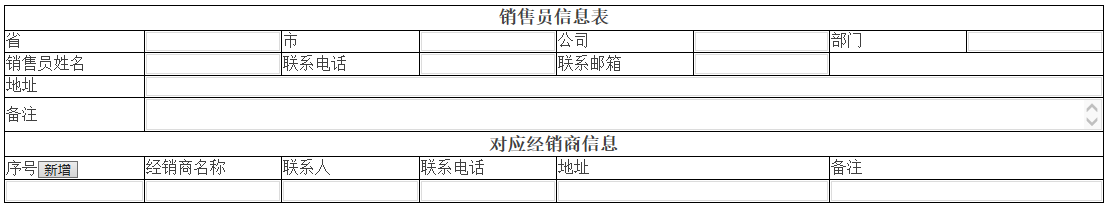 销售员信息表
省 市 公司 部门
销售员姓名 联系电话 联系邮箱
地址
备注
对应经销商信息
序号 新增 经销商名称 联系人 联系电话 地址 备注